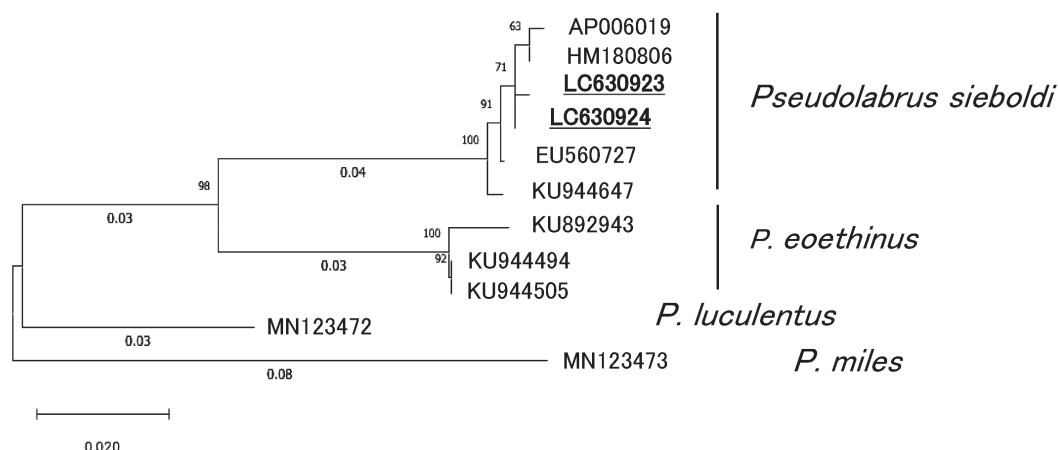 63
AP006019
HM180806
71
LC630923
Pseudolabrus sieboldi
91
LC630924
100
EU560727
0.04
98
KU944647
0.03
KU892943
100
P. eoethinus
0.03
92
KU944494
KU944505
P. luculentus
MN123472
0.03
MN123473
P. miles
0.08
0.020